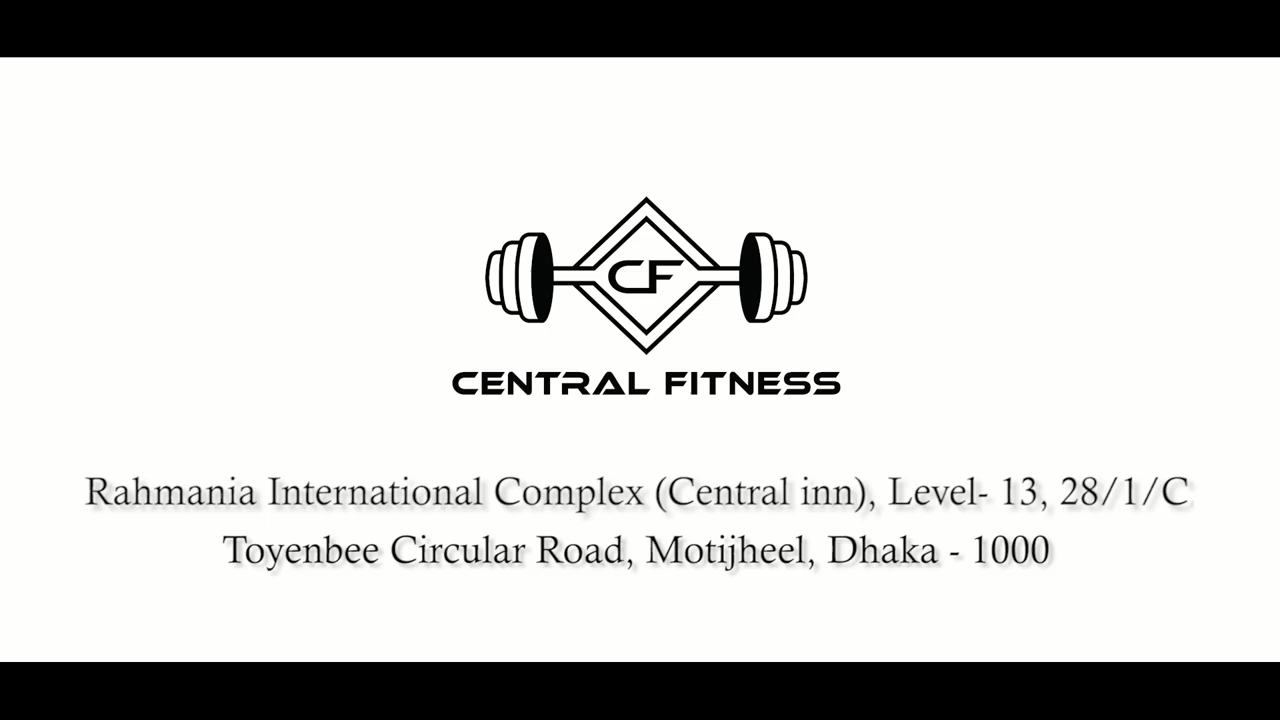 CF
CENTRAL FITNESS
Rahmania International Complex (Central inn), Level- 13, 28/1/C
Toyenbee Circular Road, Motijheel, Dhaka - 1000